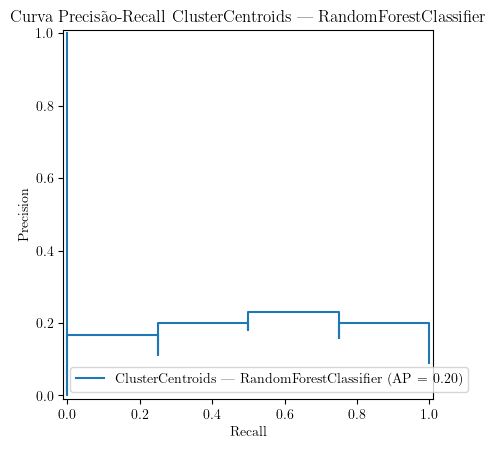 Curva Precisão-Recall ClusterCentroids — RandomForestClassifier
1.0
0.8
0.6
0.4
0.2
0.0
Precision
ClusterCentroids — RandomForestClassifier (AP = 0.20)
0.0 0.2 0.4 0.6 0.8 1.0
Recall